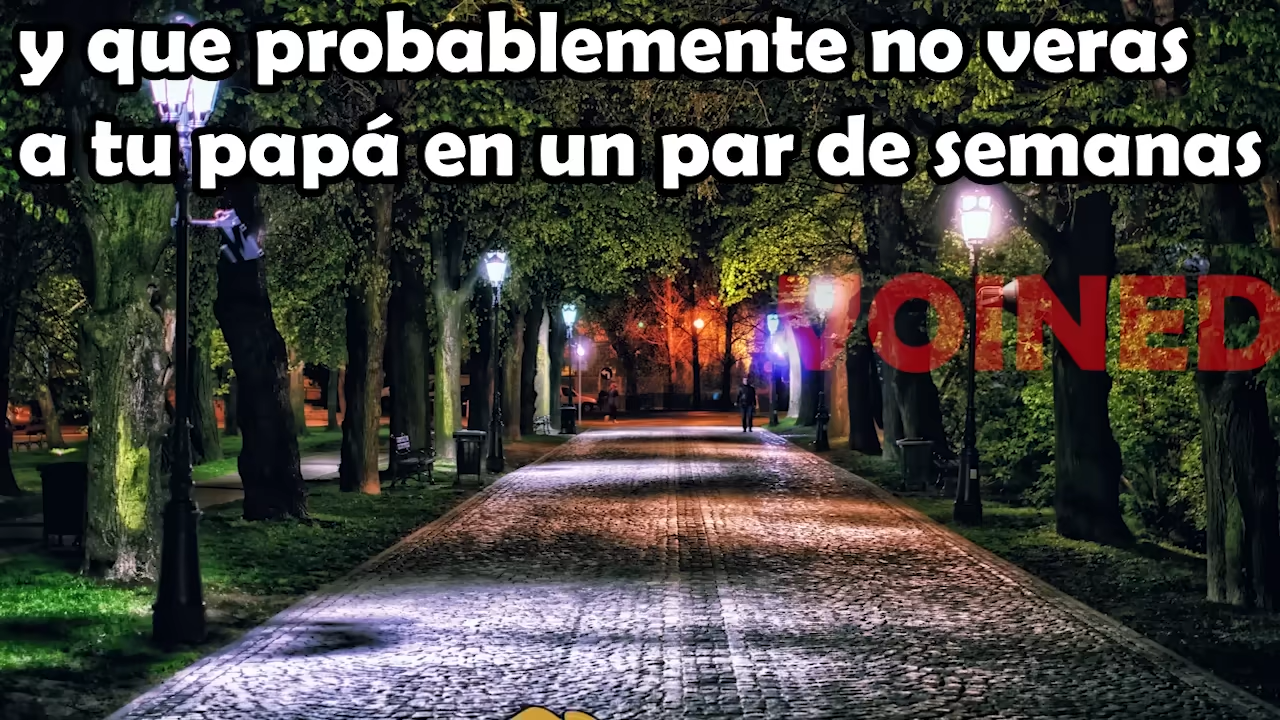 y que probablemente no veras
a tu papá en un par de semanas
VOiNED